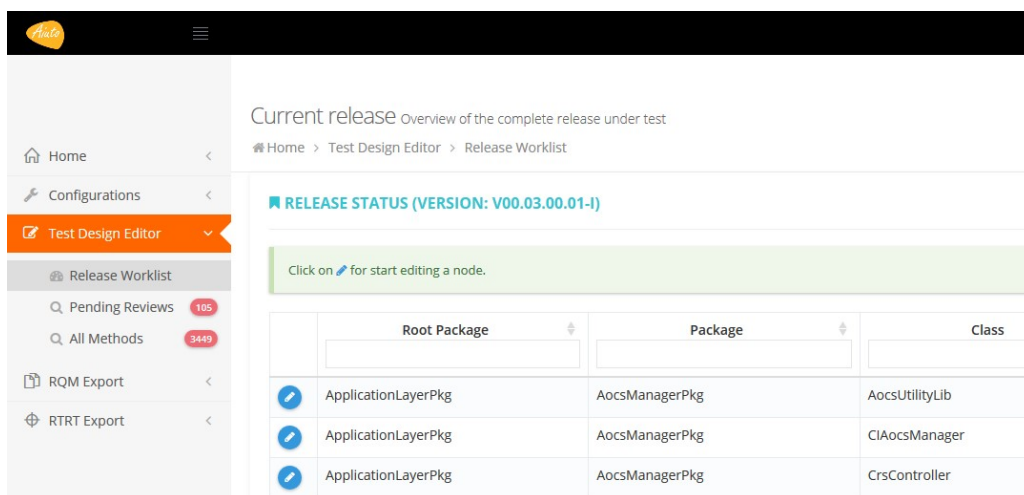 Aiuto
Current release Overview of the complete release under test
Home > Test Design Editor > Release Worklist
Home
Configurations
Test Design Editor
Release Worklist
Pending Reviews 105
All Methods 3449
RQM Export
RTRT Export
RELEASE STATUS (VERSION: V00.03.00.01-I)
Click on for start editing a node.
Root Package Package Class
ApplicationLayerPkg AocsManagerPkg AocsUtilityLib
ApplicationLayerPkg AocsManagerPkg CIAocsManager
ApplicationLayerPkg AocsManagerPkg CrsController